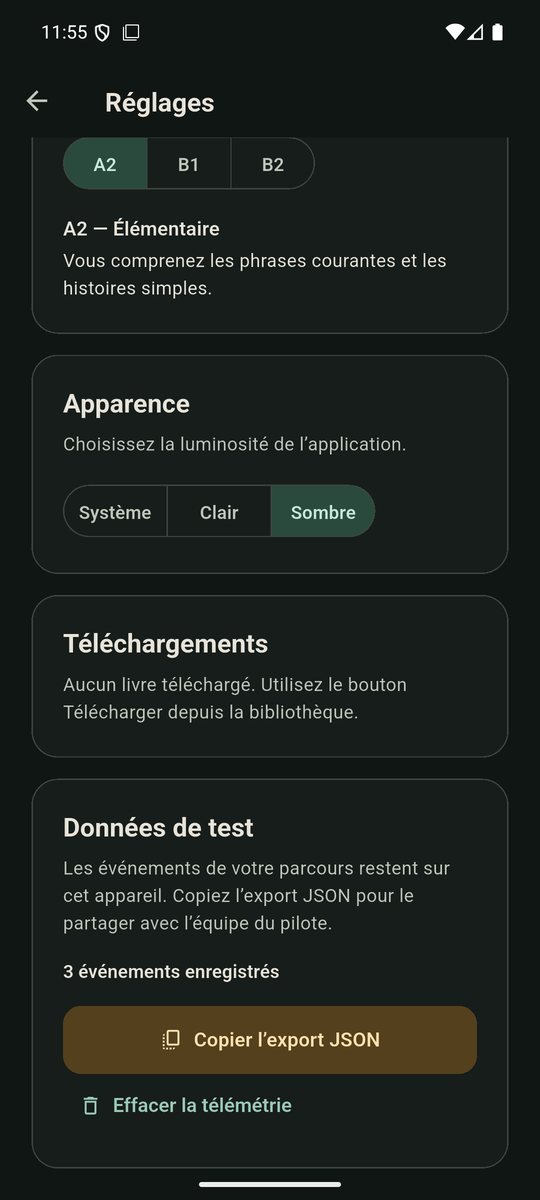 11:55
Réglages
A2
B1
B2
A2 — Élémentaire
Vous comprenez les phrases courantes et les
histoires simples.
Apparence
Choisissez la luminosité de l’application.
Système
Clair
Sombre
Téléchargements
Aucun livre téléchargé. Utilisez le bouton
Télécharger depuis la bibliothèque.
Données de test
Les événements de votre parcours restent sur
cet appareil. Copiez l’export JSON pour le
partager avec l’équipe du pilote.
3 événements enregistrés
Copier l’export JSON
Effacer la télémétrie